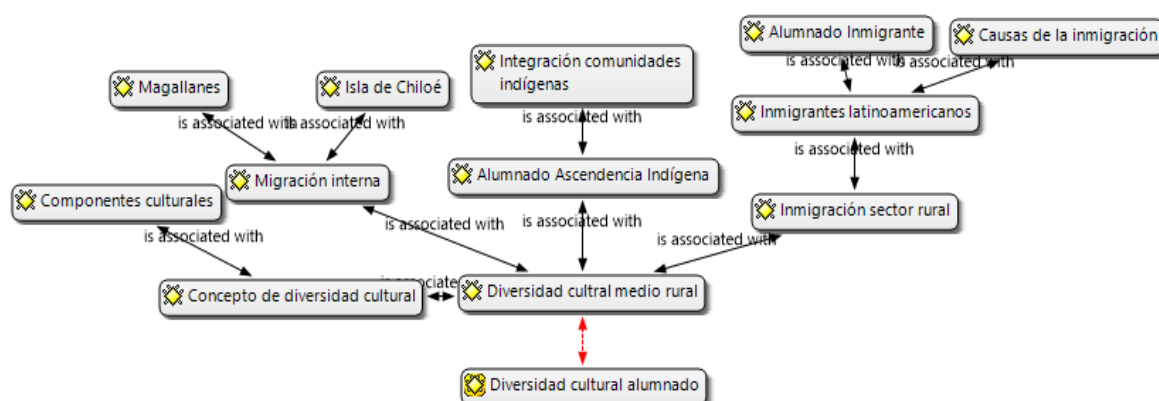 Alumnado Inmigrante
Causas de la inmigración
is associated with
is associated with
Integración comunidades
indígenas
Magallanes
Isla de Chiloé
is associated with
is associated with
is associated with
Inmigrantes latinoamericanos
is associated with
Migración interna
Alumnado Ascendencia Indígena
Componentes culturales
Inmigración sector rural
is associated with
is associated with
is associated with
is associated with
is associate
Concepto de diversidad cultural
Diversidad cultral medio rural
Diversidad cultural alumnado